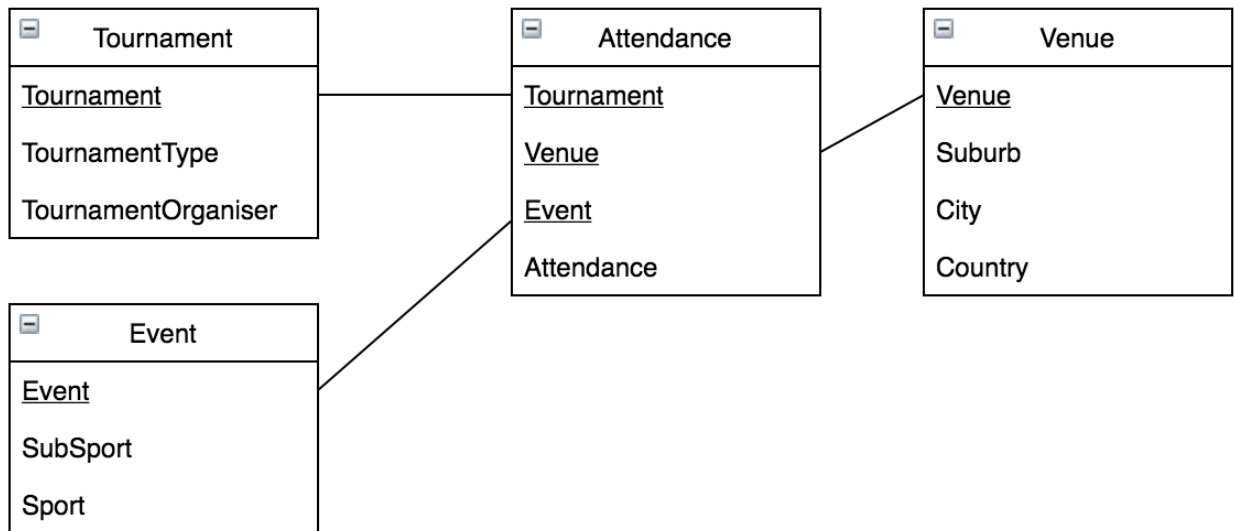 Tournament
Tournament
TournamentType
TournamentOrganiser
Attendance
Tournament
Venue
Event
Attendance
Venue
Venue
Suburb
City
Country
Event
Event
SubSport
Sport